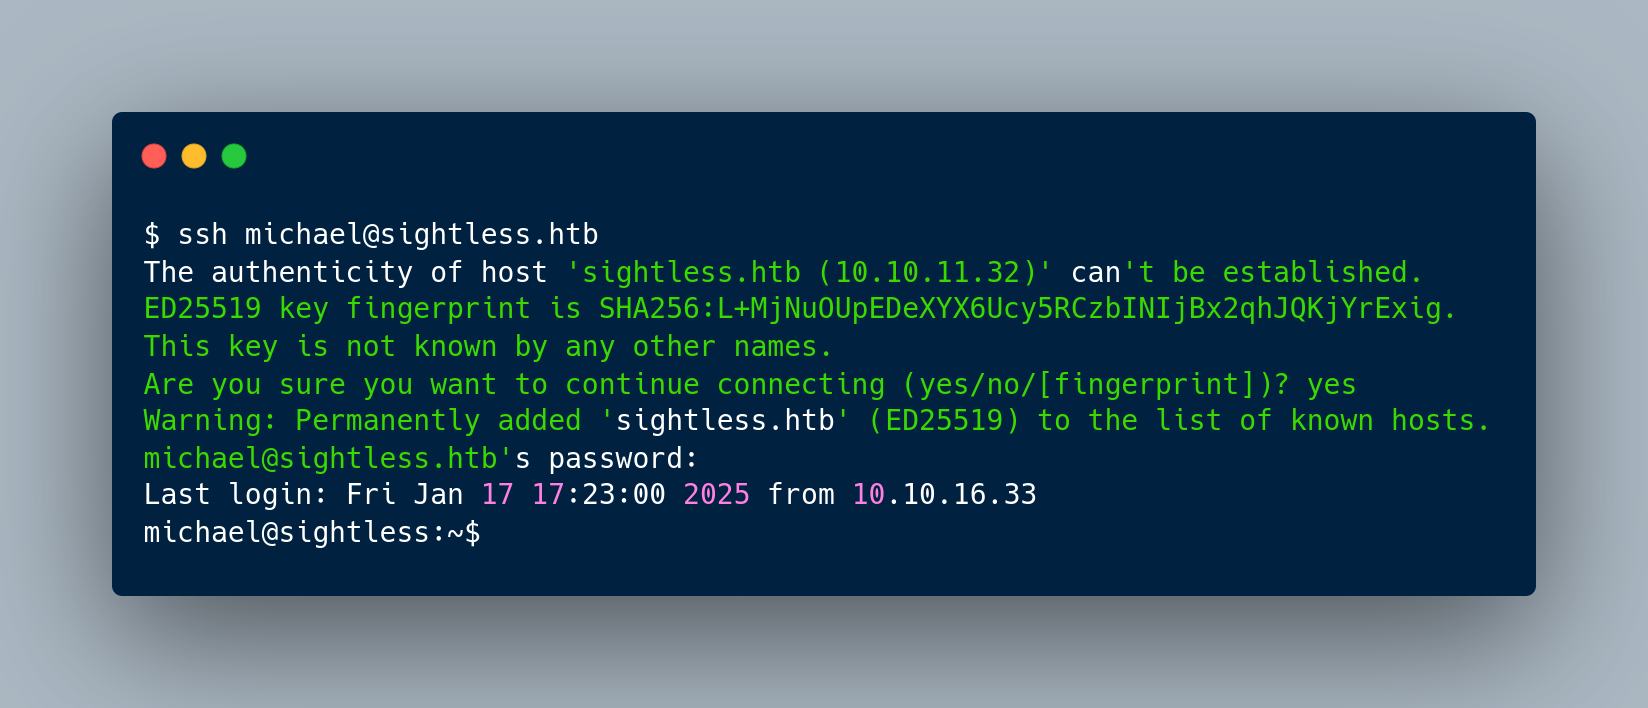 $ ssh michael@sightless.htb
The authenticity of host 'sightless.htb (10.10.11.32)' can't be established.
ED25519 key fingerprint is SHA256:L+MjNuOUpEDeXYX6Ucy5RCzbINIjBx2qhJQKjYrExig.
This key is not known by any other names.
Are you sure you want to continue connecting (yes/no/[fingerprint])? yes
Warning: Permanently added 'sightless.htb' (ED25519) to the list of known hosts.
michael@sightless.htb's password:
Last login: Fri Jan 17 17:23:00 2025 from 10.10.16.33
michael@sightless:~$